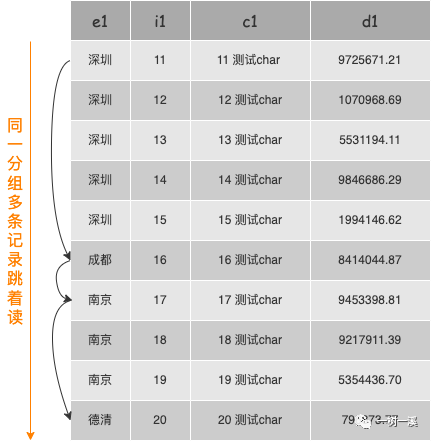 e1 i1 c1 d1
深圳 11 11 测试char 9725671.21
深圳 12 12 测试char 1070968.69
深圳 13 13 测试char 5531194.11
深圳 14 14 测试char 9846686.29
深圳 15 15 测试char 1994146.62
成都 16 16 测试char 8414044.87
南京 17 17 测试char 9453398.81
南京 18 18 测试char 9217911.39
南京 19 19 测试char 5354436.70
德清 20 20 测试char
同一分组多条记录跳着读
一树一溪